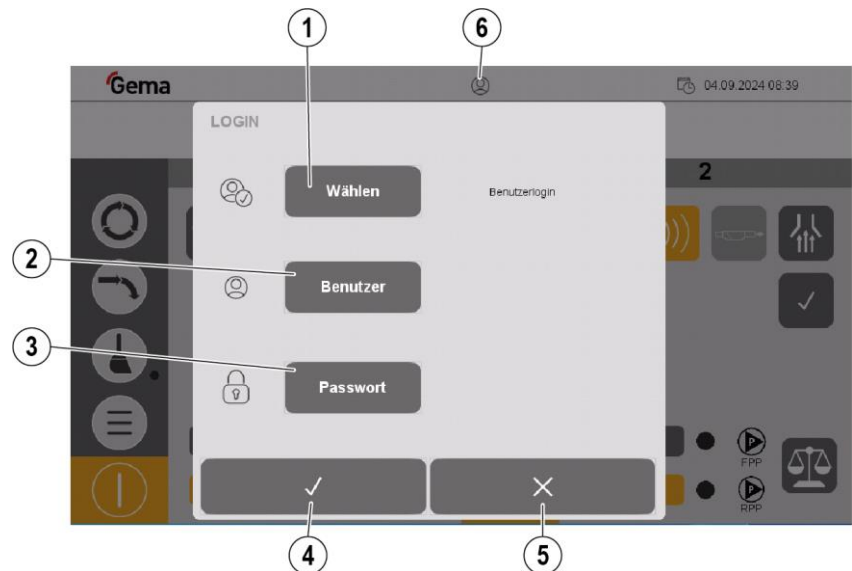 1
6
Gema
04.09.2024 08:39
LOGIN
2
Wählen
Benutzerlogin
2
Benutzer
3
Passwort
FPP
RPP
4
5